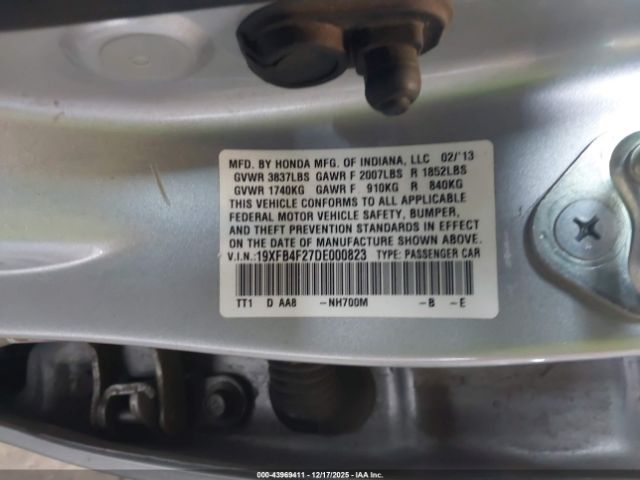 MFD. BY HONDA MFG. OF INDIANA, LLC 02/'13
GVWR 3837LBS GAWR F 2007LBS R 1852LBS
GVWR 1740KG GAWR F 910KG R 840KG
THIS VEHICLE CONFORMS TO ALL APPLICABLE
FEDERAL MOTOR VEHICLE SAFETY, BUMPER,
AND THEFT PREVENTION STANDARDS IN EFFECT
ON THE DATE OF MANUFACTURE SHOWN ABOVE.
V.I.N.:19XFB4F27DE000823 TYPE: PASSENGER CAR
TT1 D AA8 -NH700M -B -E
000-43969411 - 12/17/2025 - IAA Inc.